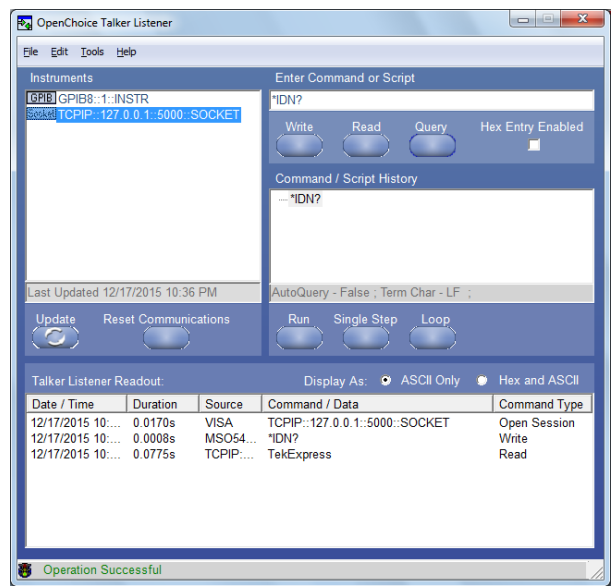 OpenChoice Talker Listener
File Edit Tools Help
Instruments
GPIB GPIB8::1::INSTR
Socket TCPIP::127.0.0.1::5000::SOCKET
Last Updated 12/17/2015 10:36 PM
Update Reset Communications
Enter Command or Script
*IDN?
Write Read Query Hex Entry Enabled
Command / Script History
*IDN?
AutoQuery - False ; Term Char - LF ;
Run Single Step Loop
Talker Listener Readout: Display As: ASCII Only Hex and ASCII
Date / Time Duration Source Command / Data Command Type
12/17/2015 10:... 0.0170s VISA TCPIP::127.0.0.1::5000::SOCKET Open Session
12/17/2015 10:... 0.0008s MSO54... *IDN? Write
12/17/2015 10:... 0.0775s TCPIP:... TekExpress Read
Operation Successful